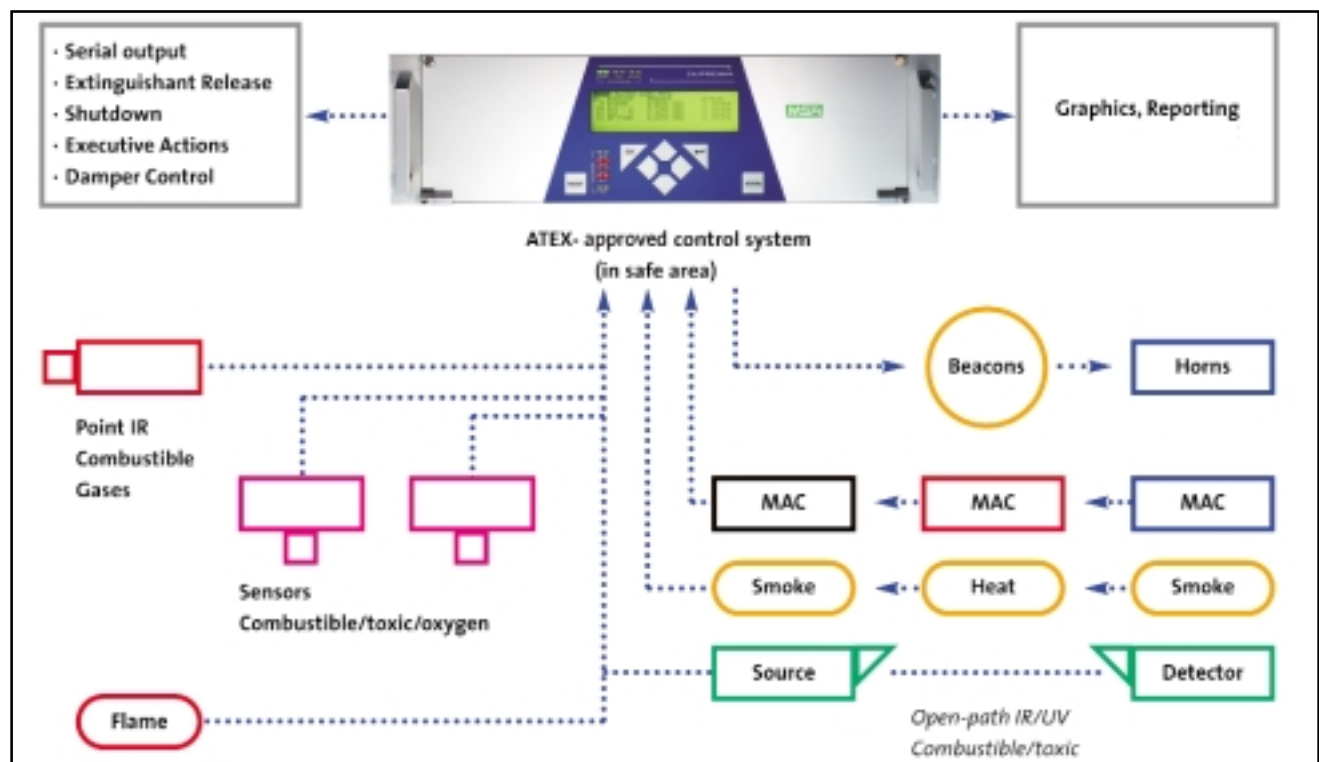 · Serial output
· Extinguishant Release
· Shutdown
· Executive Actions
· Damper Control
MSA
Graphics, Reporting
ATEX- approved control system
(in safe area)
Beacons
Horns
Point IR
Combustible
Gases
MAC
MAC
MAC
Smoke
Heat
Smoke
Sensors
Combustible/toxic/oxygen
Source
Detector
Flame
Open-path IR/UV
Combustible/toxic